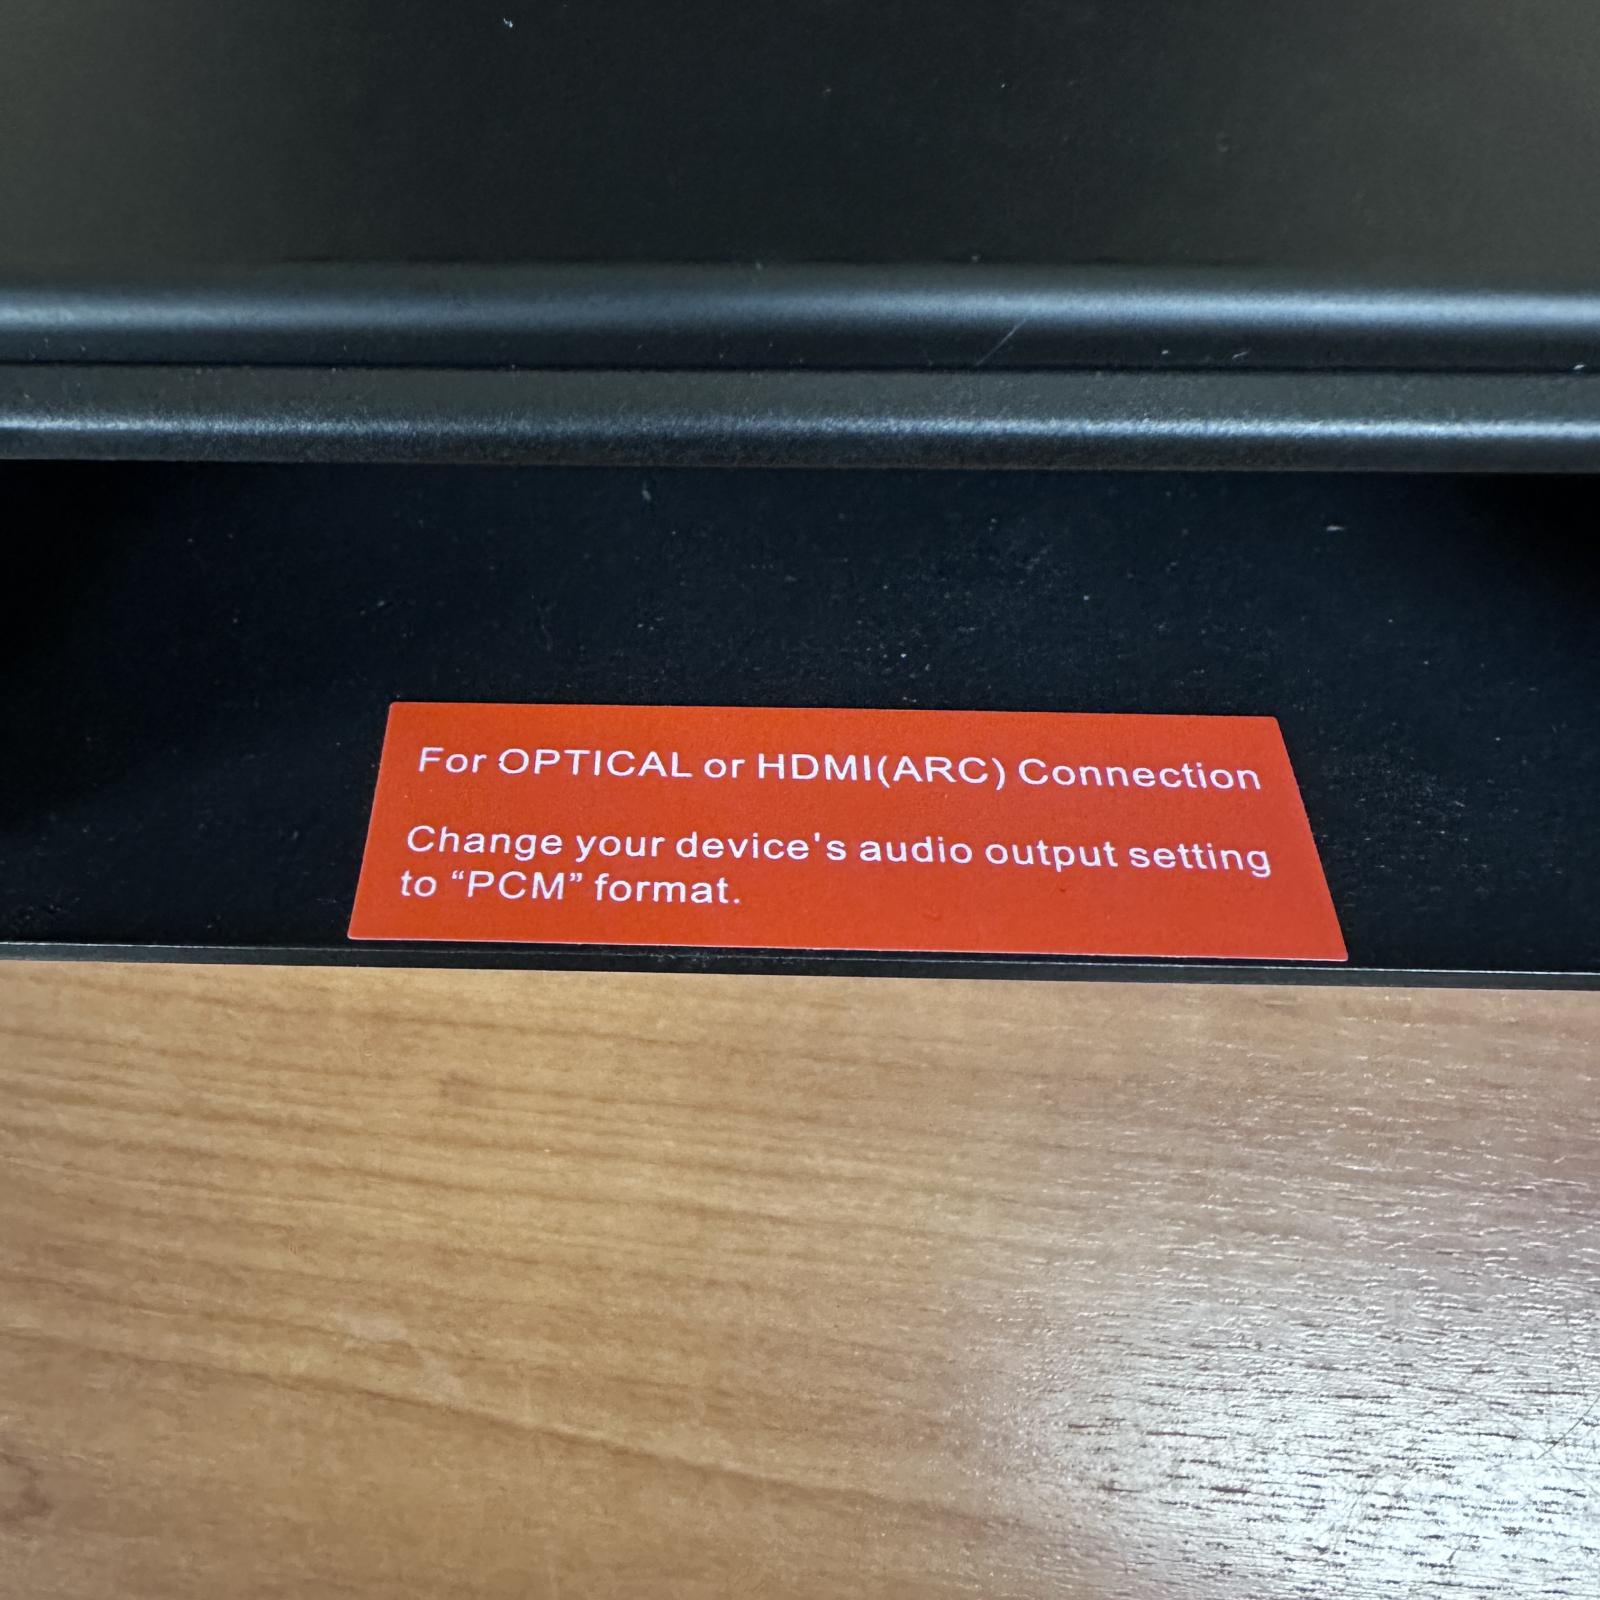 For OPTICAL or HDMI(ARC) Connection
Change your device's audio output setting
to “PCM” format.